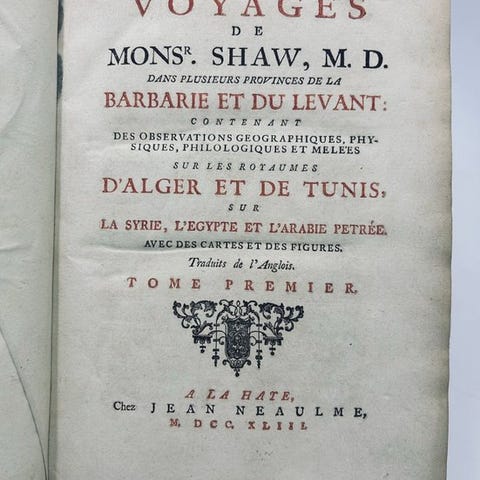 VOYAGES
DE
MONSR. SHAW, M. D.
DANS PLUSIEURS PROVINCES DE LA
BARBARIE ET DU LEVANT:
CONTENANT
DES OBSERVATIONS GEOGRAPHIQUES, PHY-
SIQUES, PHILOLOGIQUES ET MELE'ES
SUR LES ROYAUMES
D'ALGER ET DE TUNIS,
SUR
LA SYRIE, L'EGYPTE ET L'ARABIE PETRÉE.
AVEC DES CARTES ET DES FIGURES.
Traduits de l'Anglois.
TOME PREMIER.
A LA HAYE,
Chez JEAN NEAULME,
M. DCC. XLIII.